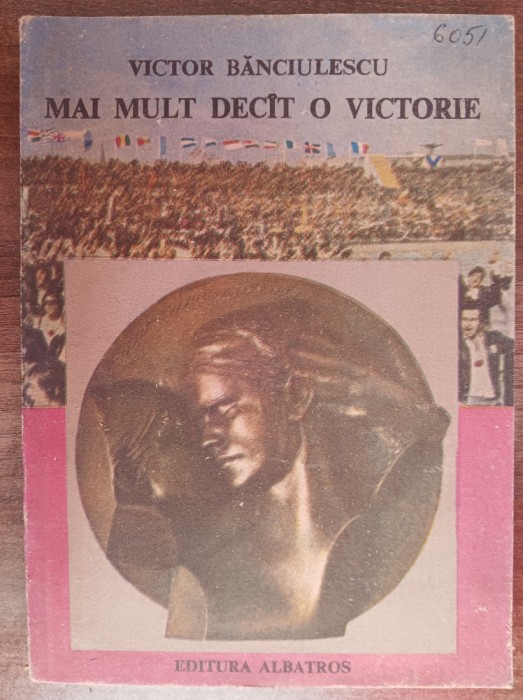 6051
VICTOR BĂNCIULESCU
MAI MULT DECÎT O VICTORIE
EDITURA ALBATROS